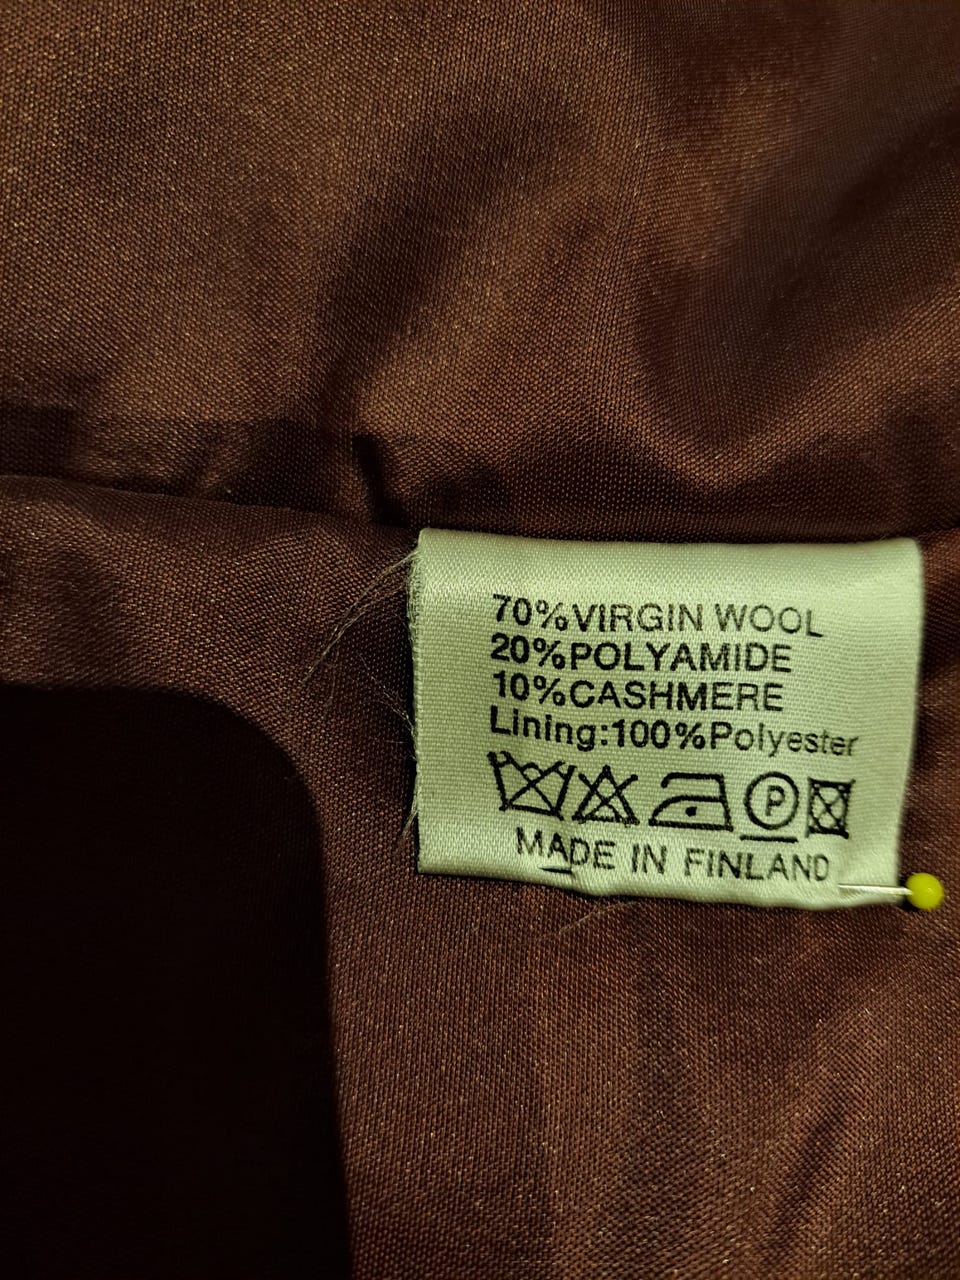 70%VIRGIN WOOL
20%POLYAMIDE
10%CASHMERE
Lining:100%Polyester
P
MADE IN FINLAND